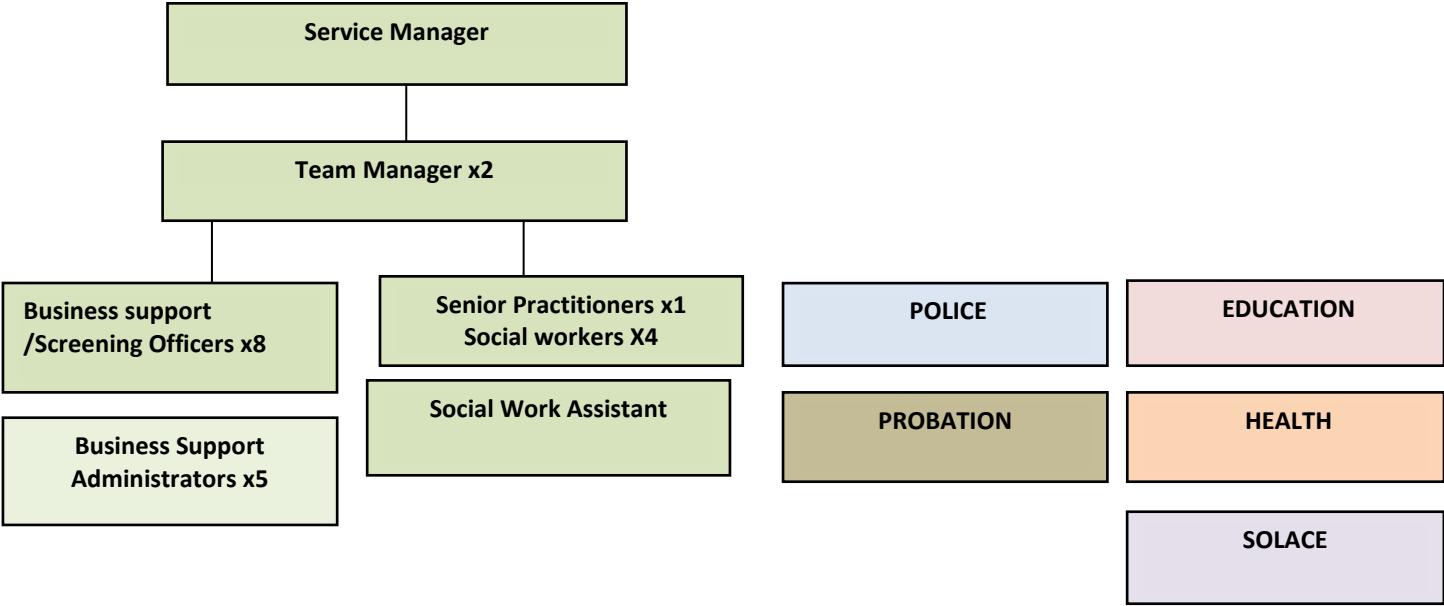 Service Manager
Team Manager x2
Business support
/Screening Officers x8
Senior Practitioners x1
Social workers X4
POLICE
EDUCATION
Social Work Assistant
PROBATION
HEALTH
Business Support
Administrators x5
SOLACE